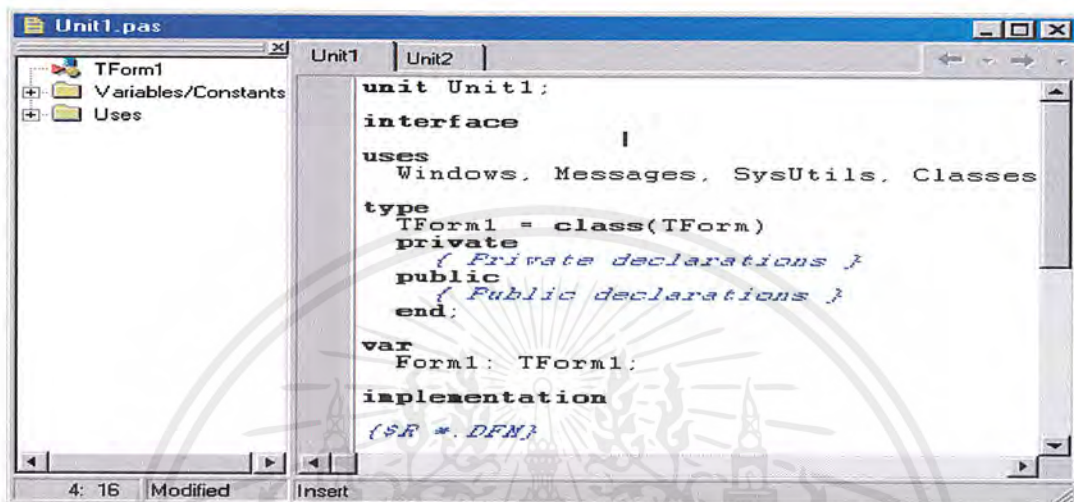 Unit1.pas
TForm1
Variables/Constants
Uses
Unit1
Unit2
unit Unit1;
interface
uses
Windows, Messages, SysUtils, Classes
type
TForm1 = class(TForm)
private
{ Private declarations }
public
{ Public declarations }
end;
var
Form1: TForm1;
implementation
{$R *.DFM}
4: 16 Modified Insert